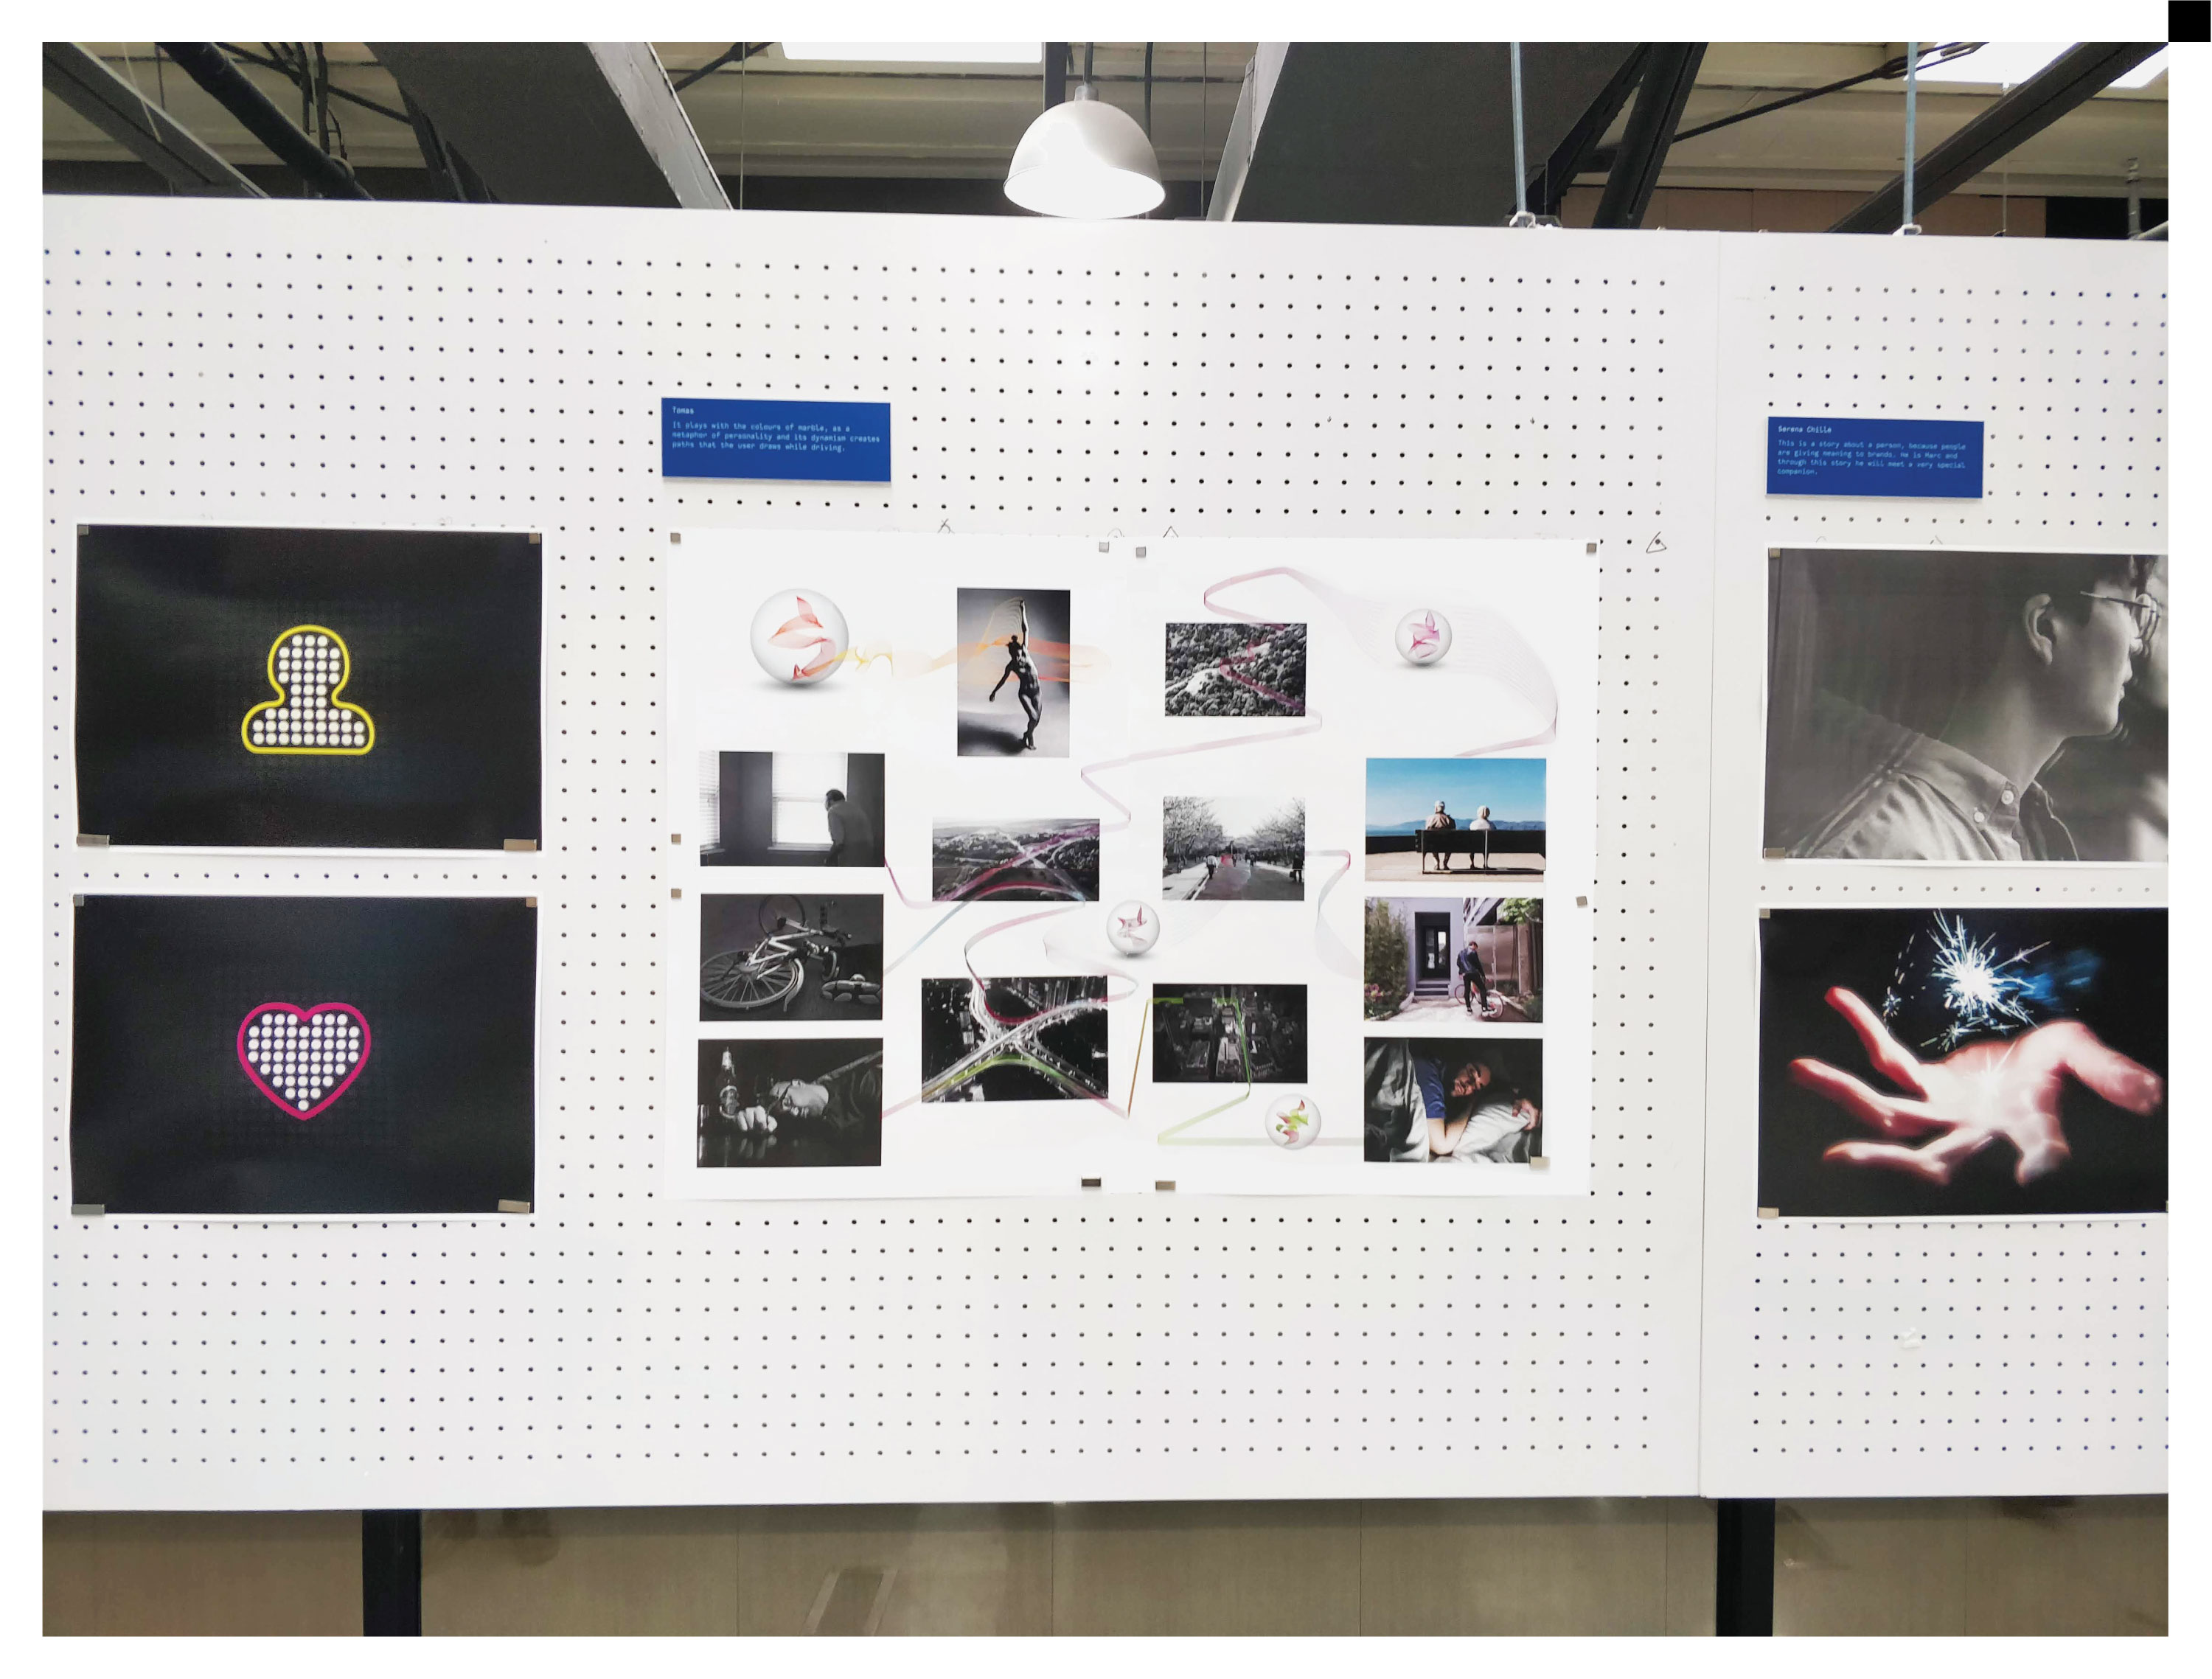 Tomas
It plays with the colours of marble, as a
metaphor of personality and its dynamism creates
paths that the user draws while driving.
Serena Chillè
This is a story about a person, because people
are giving meaning to brands. He is Marc and
through this story he will meet a very special
companion.